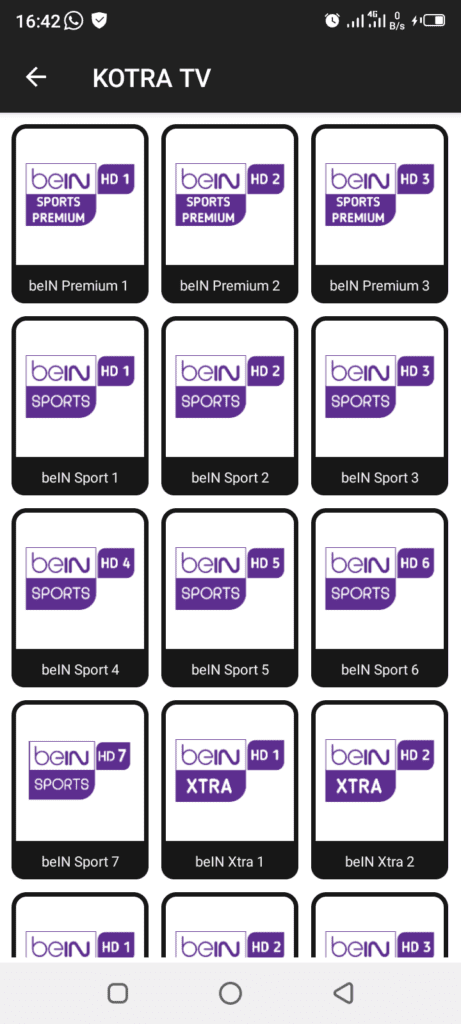 16:42 4G 0 B/s
KOTRA TV
beIN HD 1 beIN HD 2 beIN HD 3
SPORTS SPORTS SPORTS
PREMIUM PREMIUM PREMIUM
beIN Premium 1 beIN Premium 2 beIN Premium 3
beIN HD 1 beIN HD 2 beIN HD 3
SPORTS SPORTS SPORTS
beIN Sport 1 beIN Sport 2 beIN Sport 3
beIN HD 4 beIN HD 5 beIN HD 6
SPORTS SPORTS SPORTS
beIN Sport 4 beIN Sport 5 beIN Sport 6
beIN HD 7 beIN HD 1 beIN HD 2
SPORTS XTRA XTRA
beIN Sport 7 beIN Xtra 1 beIN Xtra 2
beIN HD 1 beIN HD 2 beIN HD 3